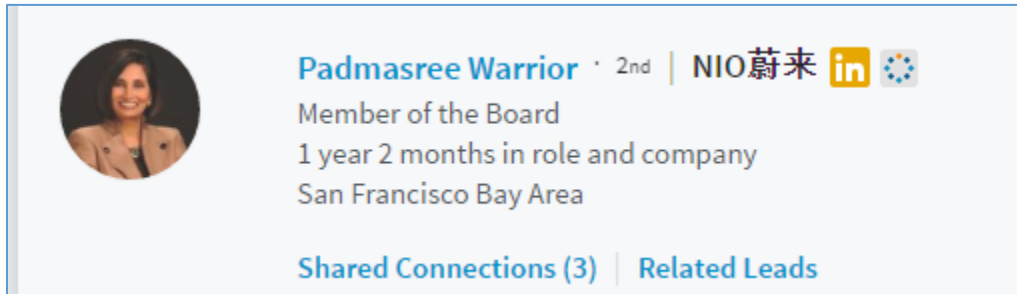 Padmasree Warrior · 2nd | NIO蔚来 in
Member of the Board
1 year 2 months in role and company
San Francisco Bay Area
Shared Connections (3) | Related Leads